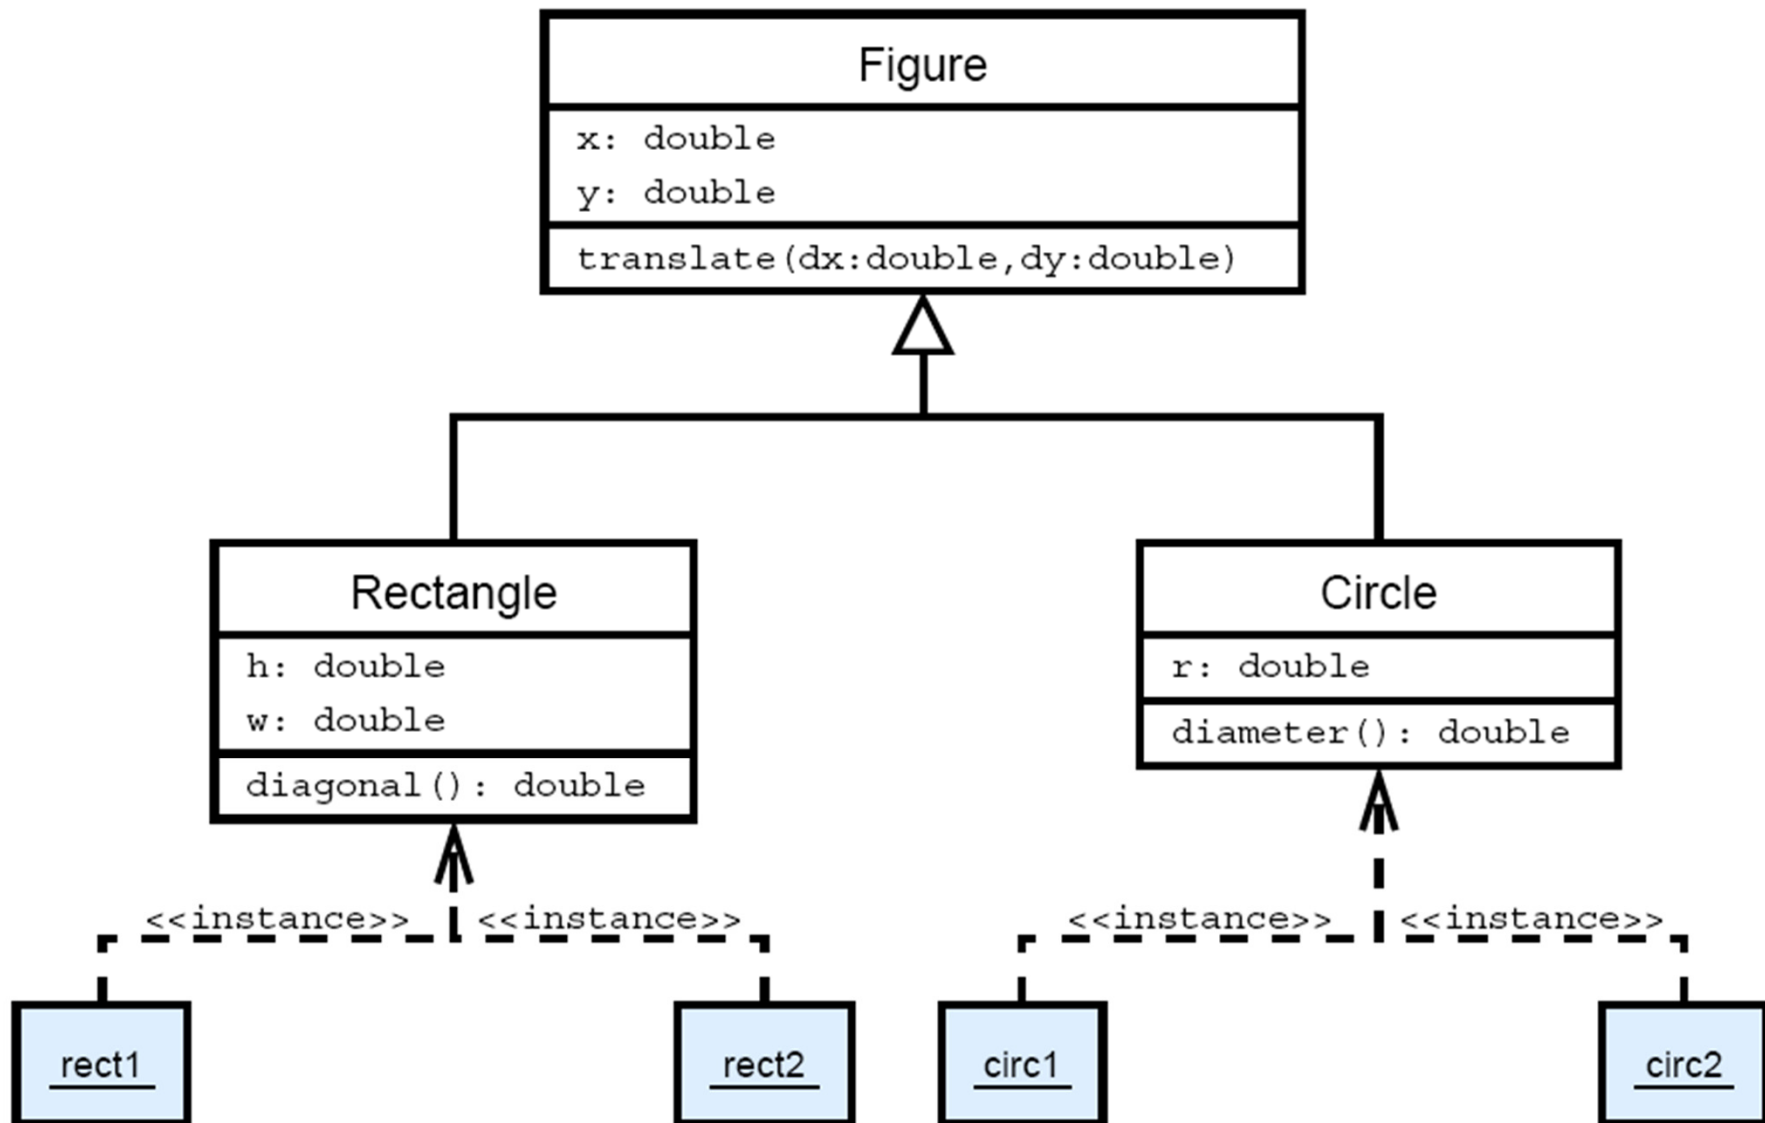 Figure
x: double
y: double
translate(dx:double,dy:double)
Rectangle
h: double
w: double
diagonal(): double
Circle
r: double
diameter(): double
<<instance>>
<<instance>>
<<instance>>
<<instance>>
rect1
rect2
circ1
circ2